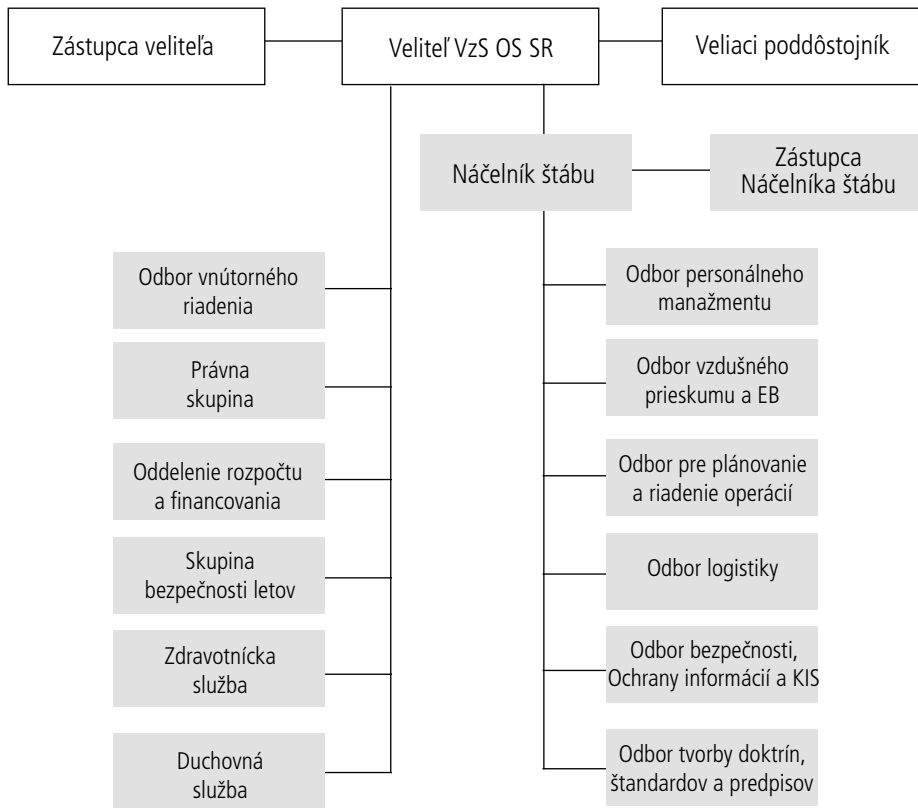 Zástupca veliteľa
Veliteľ VzS OS SR
Veliaci poddôstojník
Náčelník štábu
Zástupca
Náčelníka štábu
Odbor vnútorného
riadenia
Právna
skupina
Oddelenie rozpočtu
a financovania
Skupina
bezpečnosti letov
Zdravotnícka
služba
Duchovná
služba
Odbor personálneho
manažmentu
Odbor vzdušného
prieskumu a EB
Odbor pre plánovanie
a riadenie operácií
Odbor logistiky
Odbor bezpečnosti,
Ochrany informácií a KIS
Odbor tvorby doktrín,
štandardov a predpisov